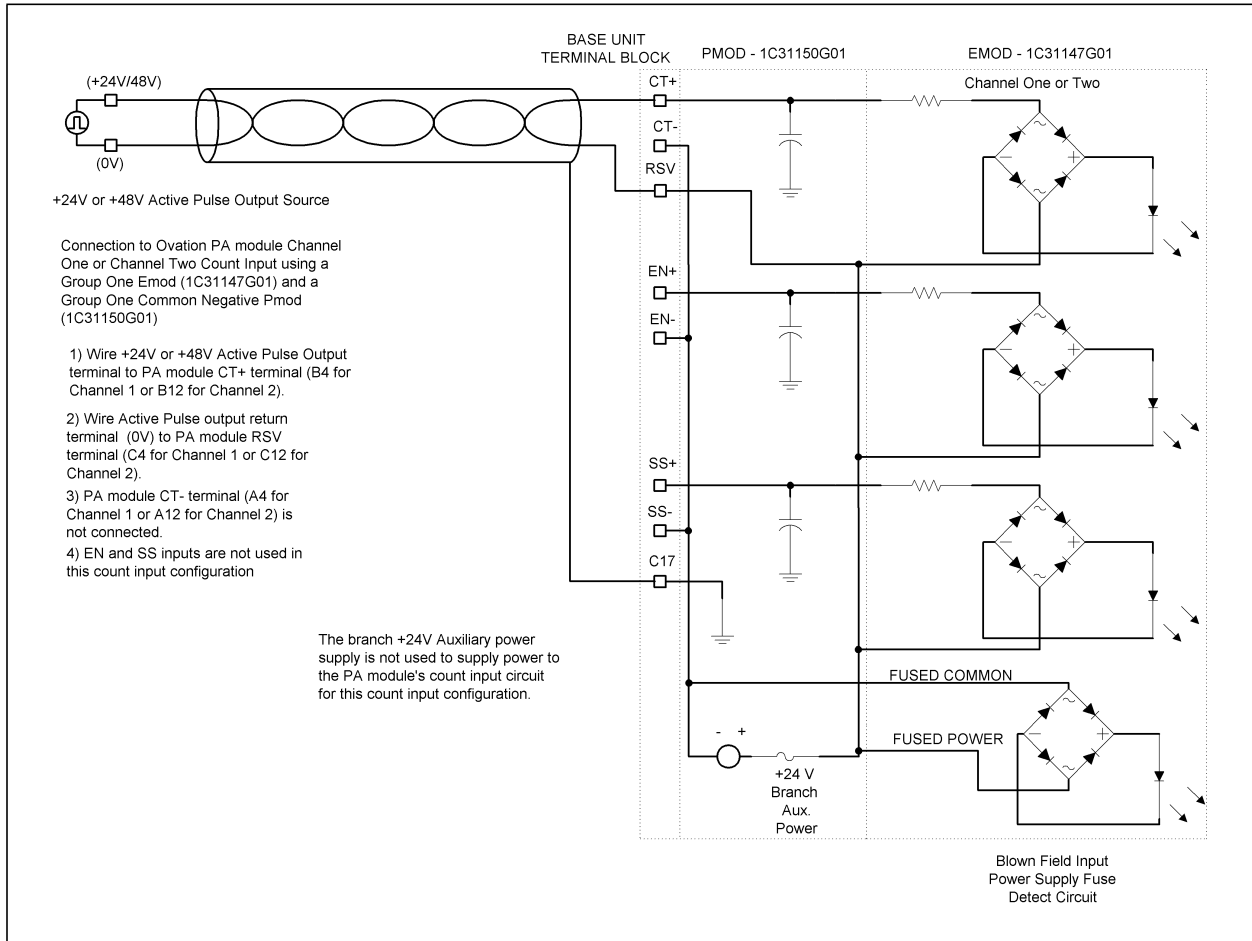 BASE UNIT
TERMINAL BLOCK
PMOD - 1C31150G01
EMOD - 1C31147G01
(+24V/48V)
(0V)
CT+
CT-
RSV
Channel One or Two
~
-
+
~
+24V or +48V Active Pulse Output Source
Connection to Ovation PA module Channel
One or Channel Two Count Input using a
Group One Emod (1C31147G01) and a
Group One Common Negative Pmod
(1C31150G01)
1) Wire +24V or +48V Active Pulse Output
terminal to PA module CT+ terminal (B4 for
Channel 1 or B12 for Channel 2).
2) Wire Active Pulse output return
terminal (0V) to PA module RSV
terminal (C4 for Channel 1 or C12 for
Channel 2).
3) PA module CT- terminal (A4 for
Channel 1 or A12 for Channel 2) is
not connected.
4) EN and SS inputs are not used in
this count input configuration
The branch +24V Auxiliary power
supply is not used to supply power to
the PA module's count input circuit
for this count input configuration.
EN+
EN-
~
-
+
~
SS+
SS-
C17
~
-
+
~
FUSED COMMON
FUSED POWER
~
-
+
~
- +
+24 V
Branch
Aux.
Power
Blown Field Input
Power Supply Fuse
Detect Circuit